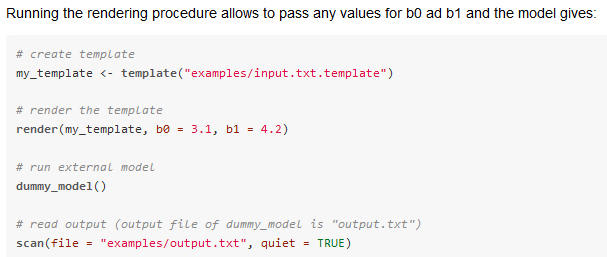 Running the rendering procedure allows to pass any values for b0 ad b1 and the model gives:
# create template
my_template <- template("examples/input.txt.template")
# render the template
render(my_template, b0 = 3.1, b1 = 4.2)
# run external model
dummy_model()
# read output (output file of dummy_model is "output.txt")
scan(file = "examples/output.txt", quiet = TRUE)